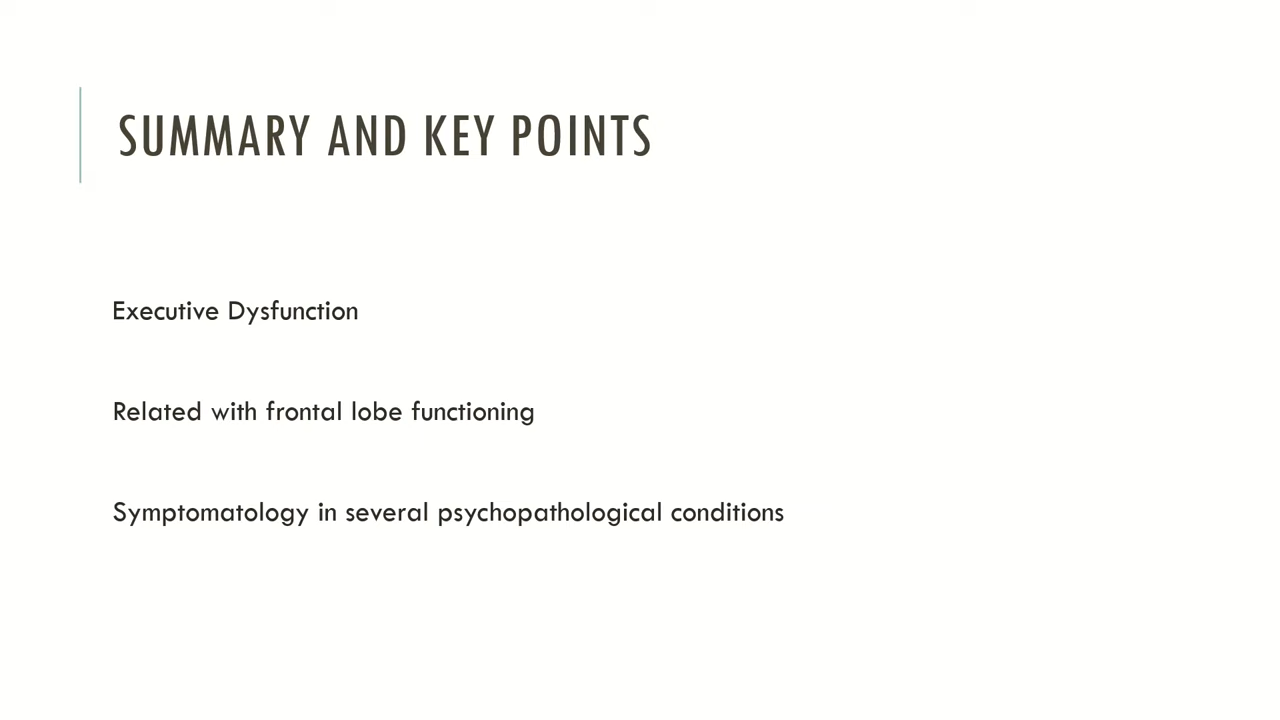 SUMMARY AND KEY POINTS
Executive Dysfunction
Related with frontal lobe functioning
Symptomatology in several psychopathological conditions